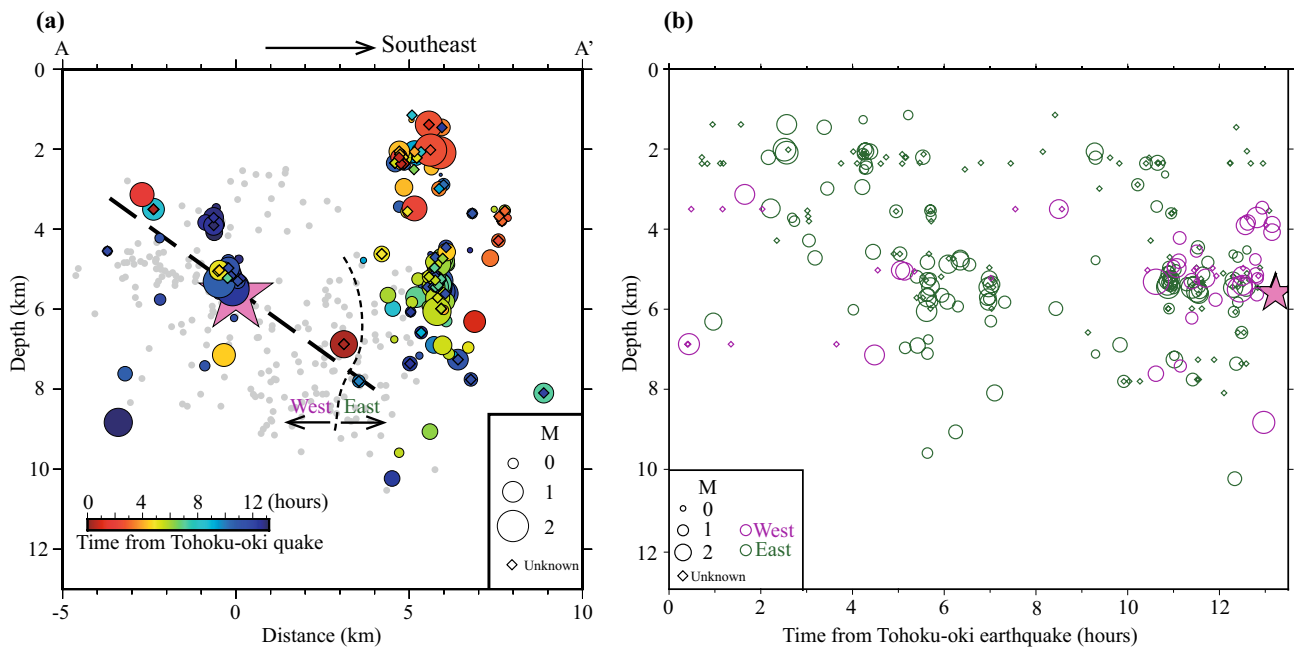 (a)
A
Southeast
A'
0
2
4
6
8
10
12
Depth (km)
West
East
0 4 8 12 (hours)
Time from Tohoku-oki quake
M
0
1
2
Unknown
-5 0 5 10
Distance (km)
(b)
0
2
4
6
8
10
12
Depth (km)
M
0
1
2
West
East
Unknown
0 2 4 6 8 10 12
Time from Tohoku-oki earthquake (hours)